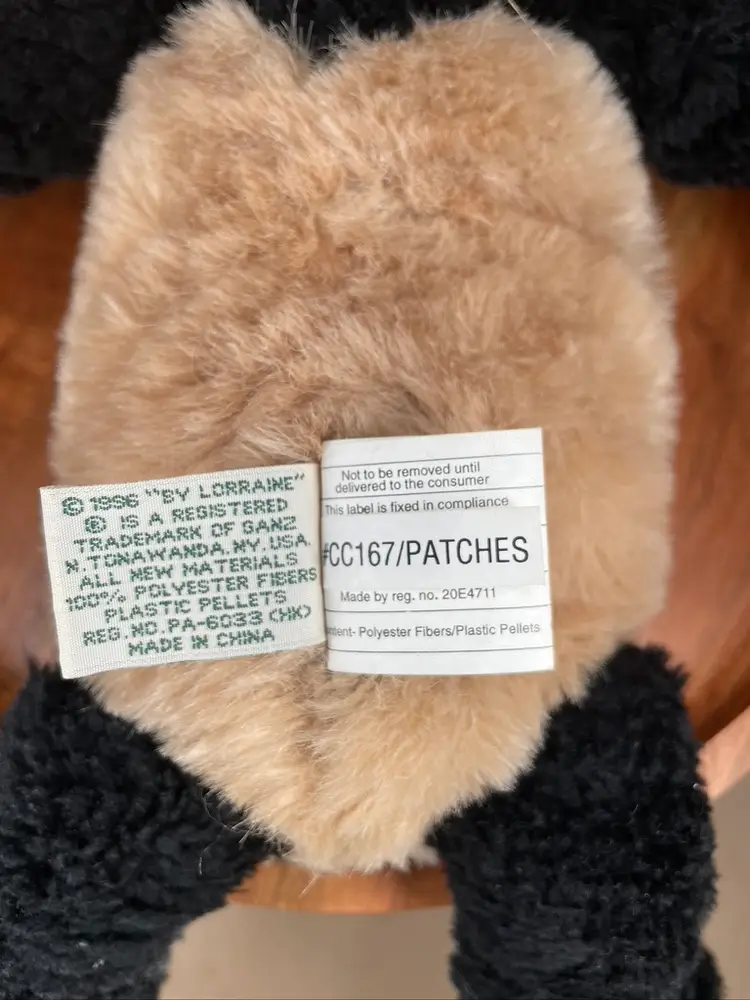 © 1996 "BY LORRAINE"
® IS A REGISTERED
TRADEMARK OF GANZ
N.TONAWANDA.NY.USA.
ALL NEW MATERIALS
100% POLYESTER FIBERS
PLASTIC PELLETS
REG.NO.PA-6033 (HK)
MADE IN CHINA
Not to be removed until
delivered to the consumer
This label is fixed in compliance
#CC167/PATCHES
Made by reg. no. 20E4711
ntent- Polyester Fibers/Plastic Pellets